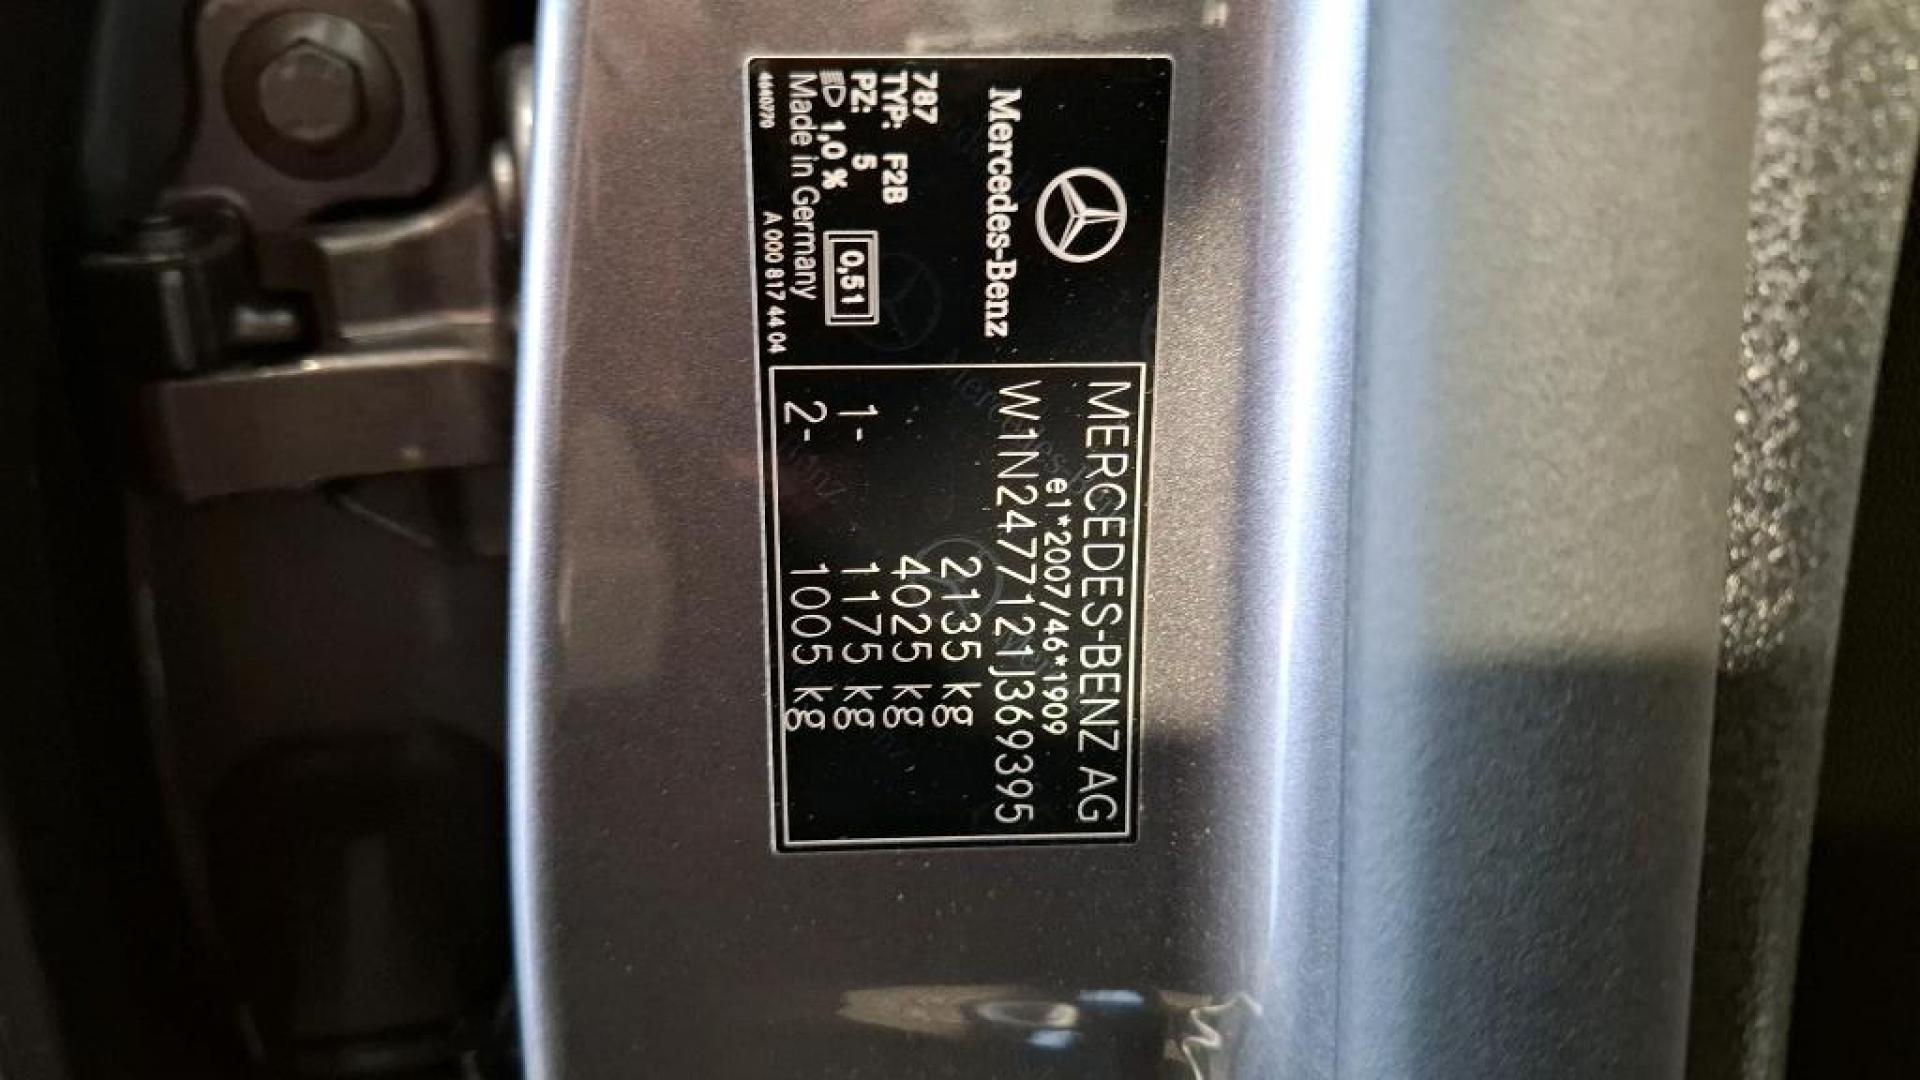 Mercedes-Benz
787
TYP: F2B
PZ: 5
1,0 %
0,51
Made in Germany
A 000 817 44 04
MERCEDES-BENZ AG
e1*2007/46*1909
W1N2477121J369395
2135 kg
4025 kg
1- 1175 kg
2- 1005 kg